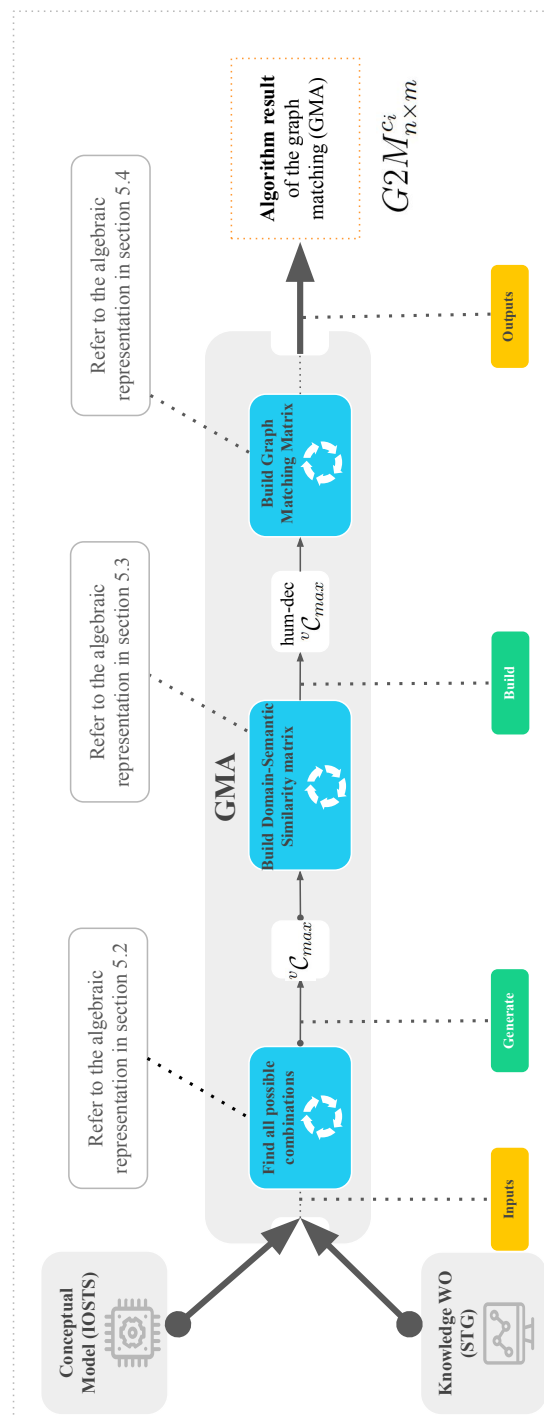 Conceptual
Model (IOSTS)
Knowledge WO
(STG)
Refer to the algebraic
representation in section 5.2
Refer to the algebraic
representation in section 5.3
Refer to the algebraic
representation in section 5.4
GMA
Find all possible
combinations
ᵛ𝒞ₘₐₓ
Build Domain-Semantic
Similarity matrix
hum-dec
ᵛ𝒞ₘₐₓ
Build Graph
Matching Matrix
Algorithm result
of the graph
matching (GMA)
$G2M^{c_i}_{n \times m}$
Inputs
Generate
Build
Outputs